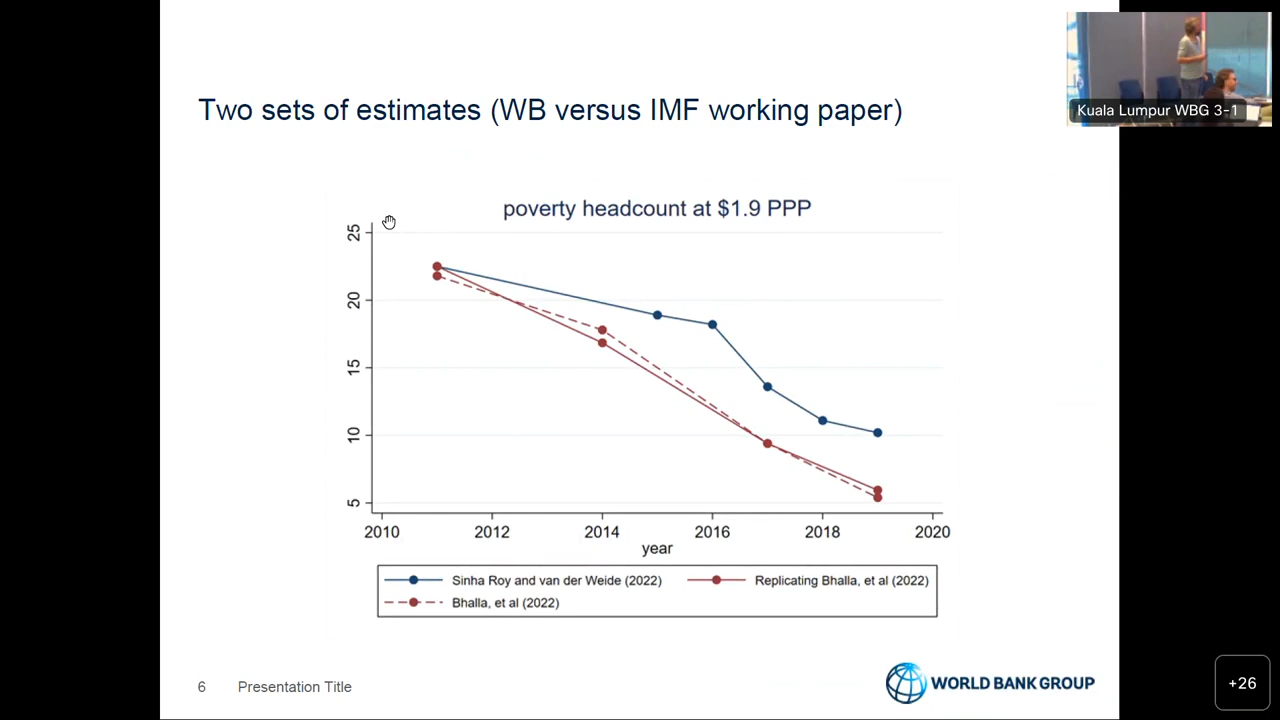 Two sets of estimates (WB versus IMF working paper)
Kuala Lumpur WBG 3-1
poverty headcount at $1.9 PPP
25
20
15
10
5
2010 2012 2014 2016 2018 2020
year
Sinha Roy and van der Weide (2022) Replicating Bhalla, et al (2022)
Bhalla, et al (2022)
6 Presentation Title
WORLD BANK GROUP
+26